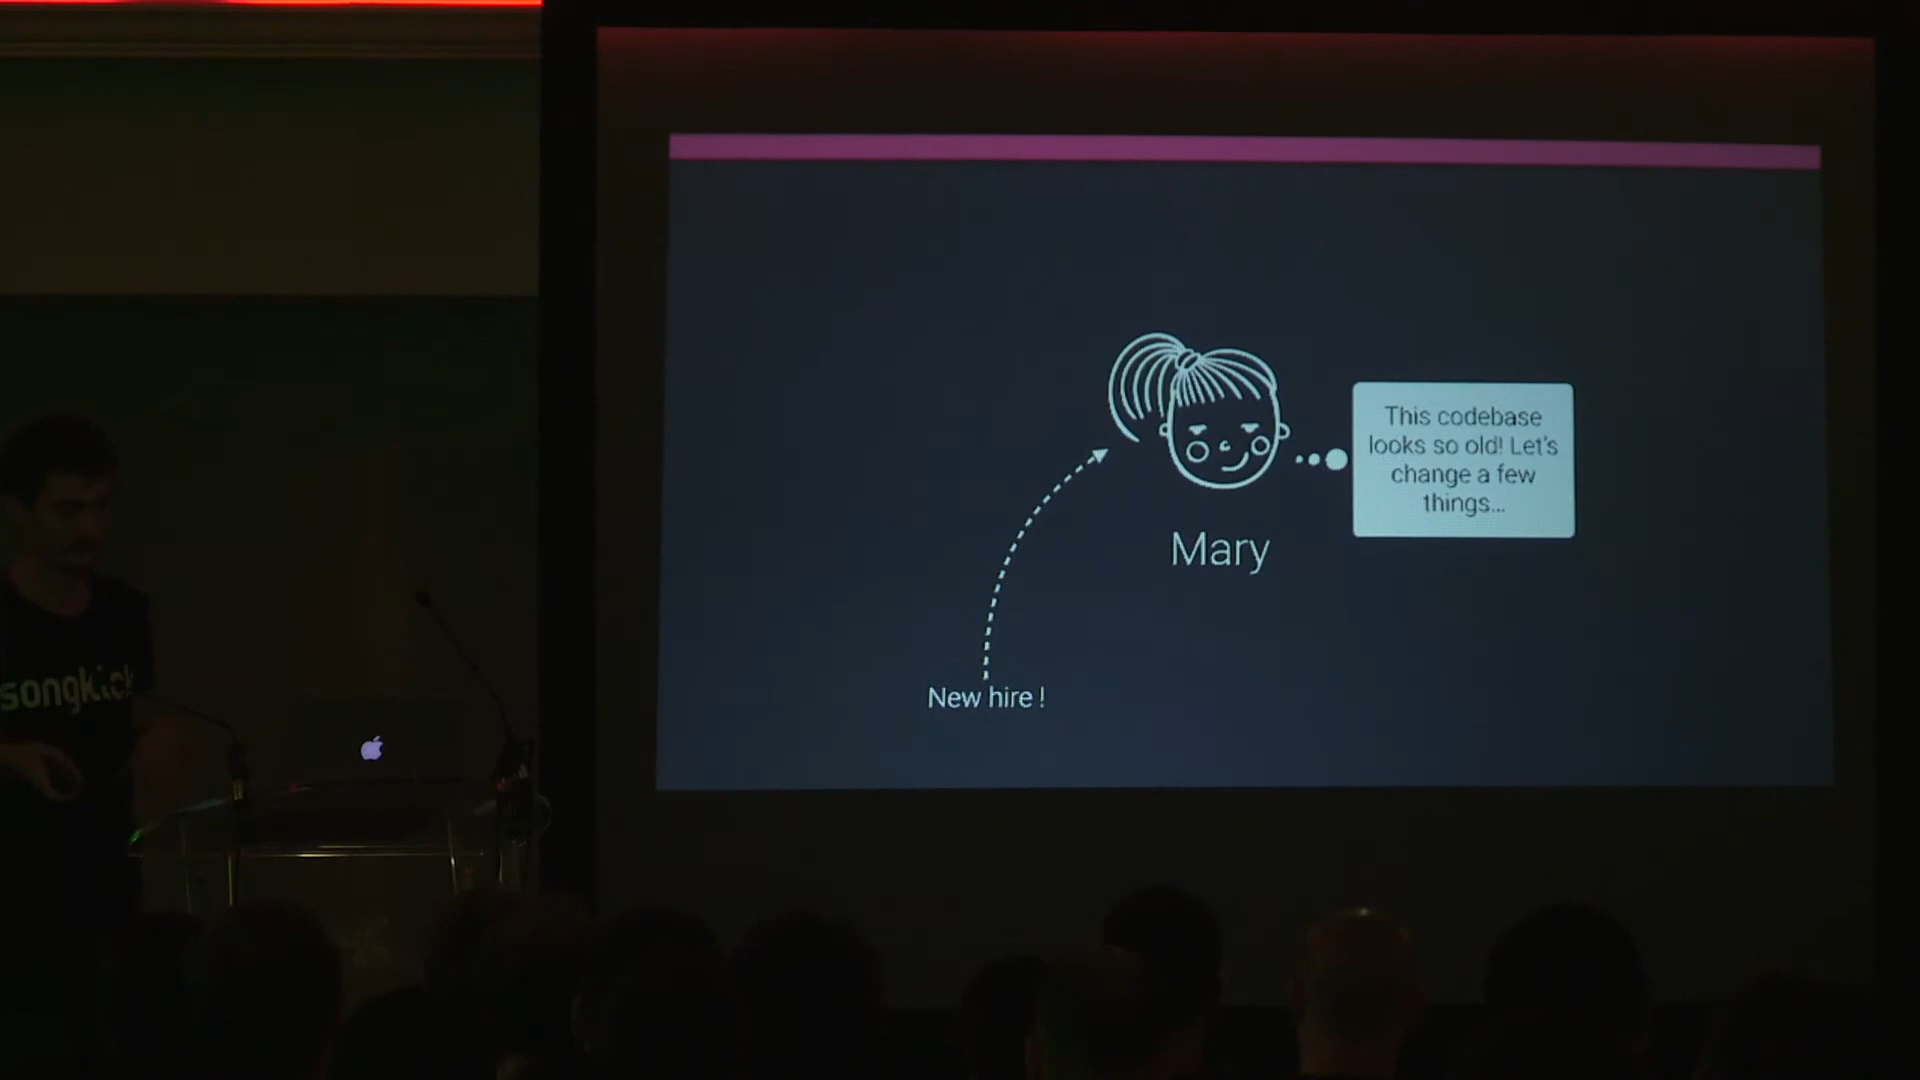 This codebase
looks so old! Let's
change a few
things...
Mary
New hire !
songkick